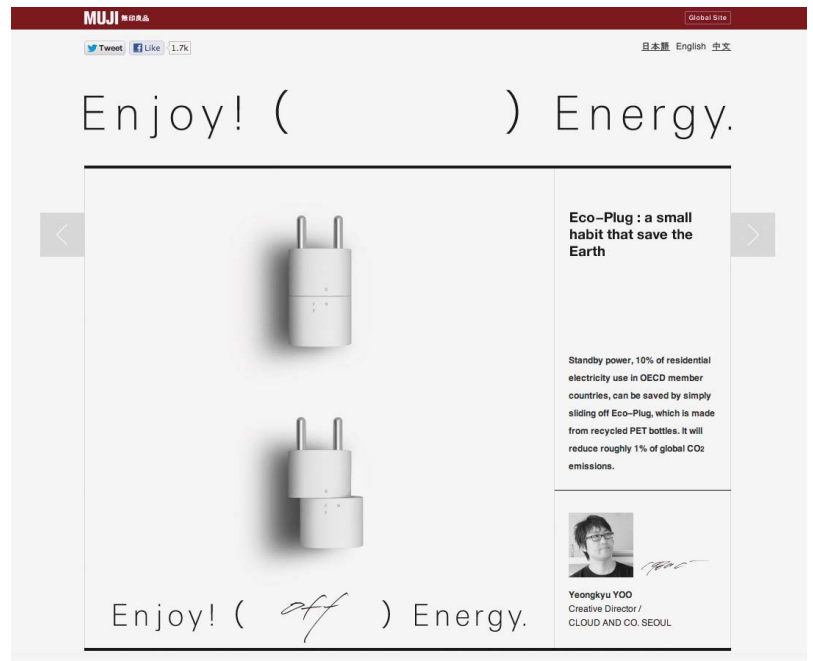 MUJI 無印良品
Global Site
Tweet Like 1.7k
日本語 English 中文
Enjoy! ( ) Energy.
Eco-Plug : a small
habit that save the
Earth
Standby power, 10% of residential
electricity use in OECD member
countries, can be saved by simply
sliding off Eco-Plug, which is made
from recycled PET bottles. It will
reduce roughly 1% of global CO2
emissions.
Enjoy! ( off ) Energy.
Yeongkyu YOO
Creative Director /
CLOUD AND CO. SEOUL